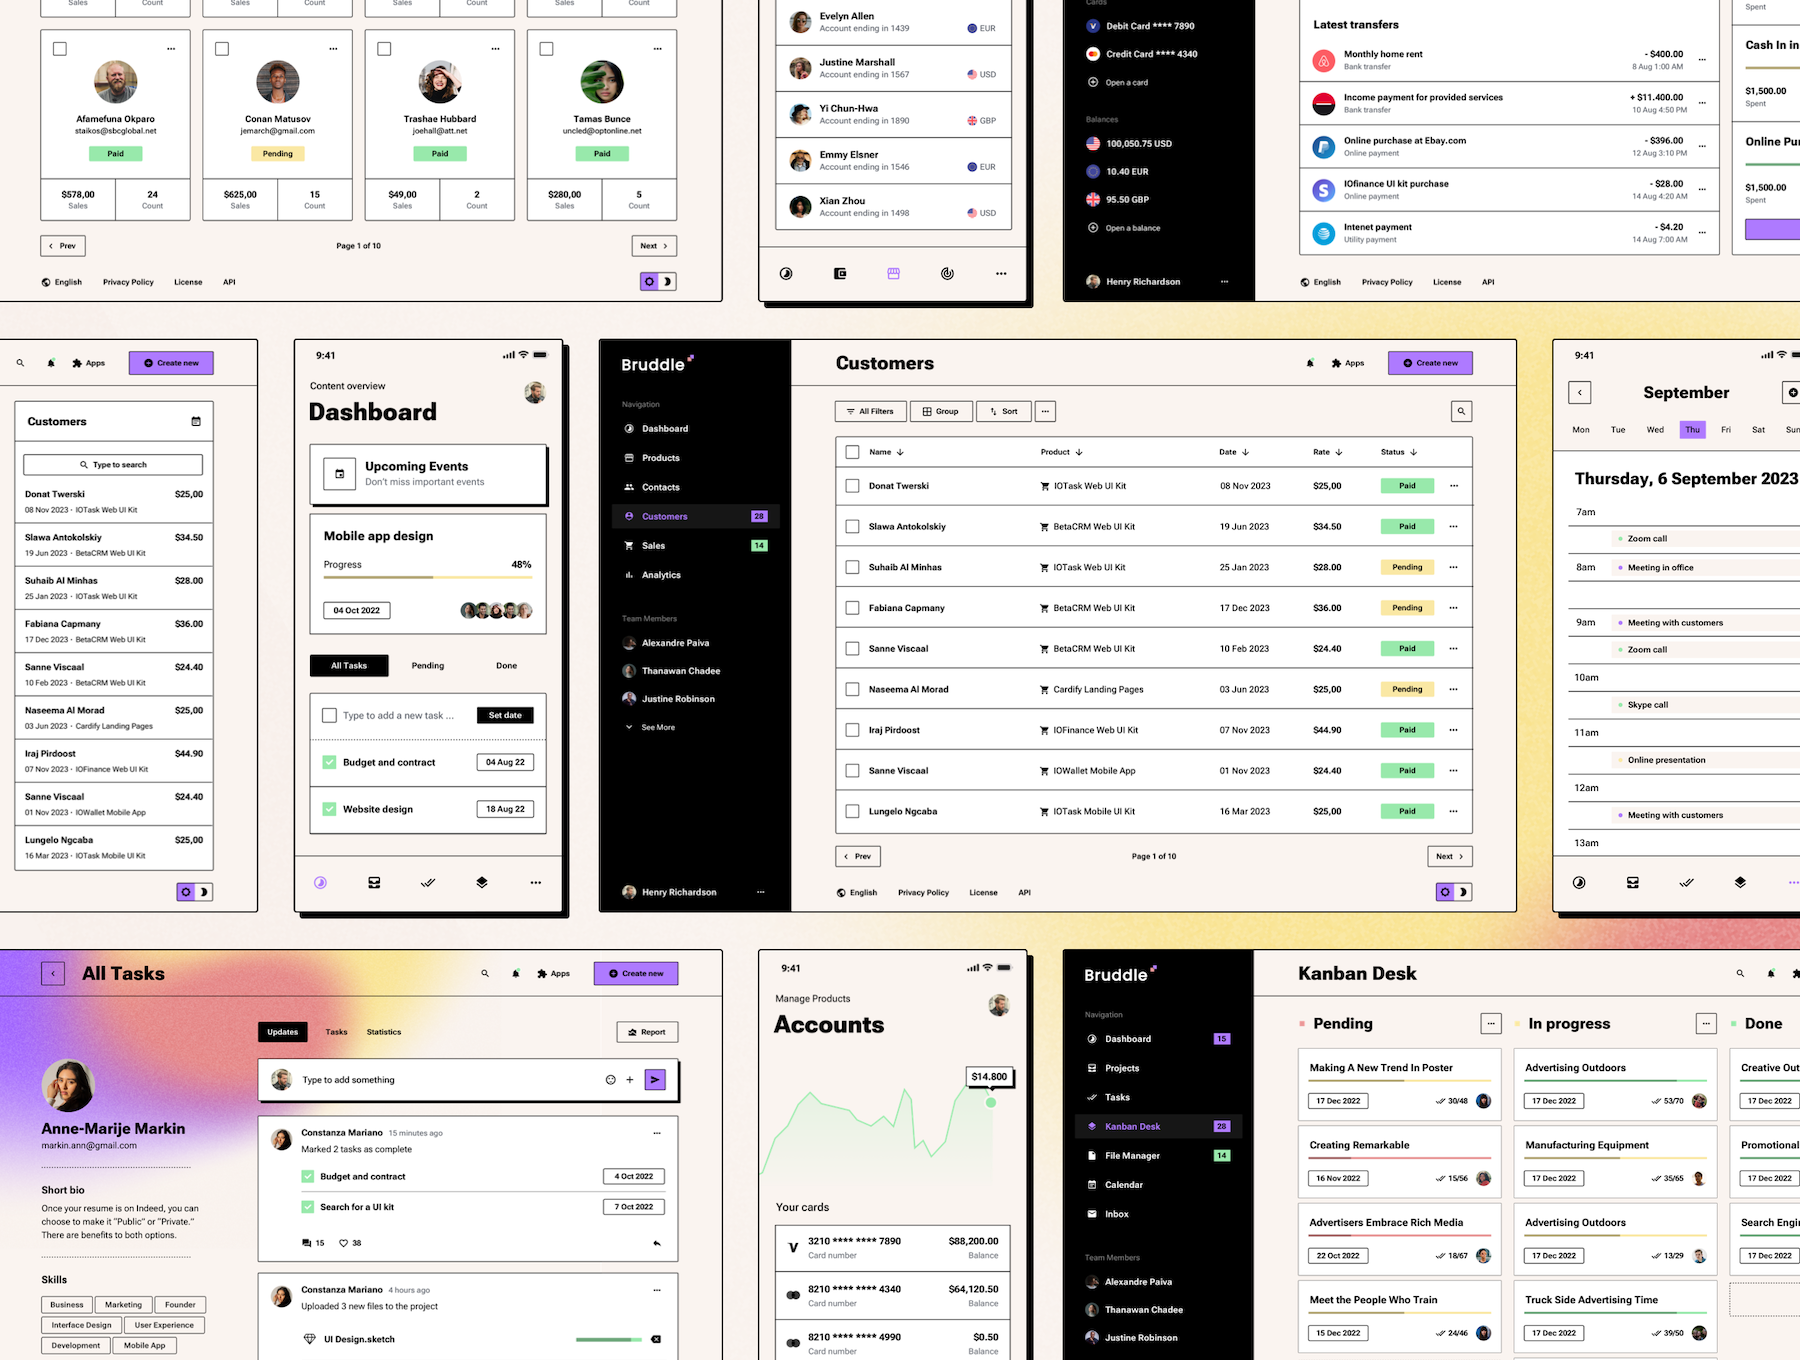 Sales Count Sales Count Sales Count Sales Count
Afamefuna Okparo
staikos@sbcglobal.net
Paid
$578,00 24
Sales Count
Conan Matusov
jemarch@gmail.com
Pending
$625,00 15
Sales Count
Trashae Hubbard
joehall@att.net
Paid
$49,00 2
Sales Count
Tamas Bunce
uncled@optonline.net
Paid
$280,00 5
Sales Count
Prev Page 1 of 10 Next
English Privacy Policy License API
Evelyn Allen
Account ending in 1439 EUR
Justine Marshall
Account ending in 1567 USD
Yi Chun-Hwa
Account ending in 1890 GBP
Emmy Elsner
Account ending in 1546 EUR
Xian Zhou
Account ending in 1498 USD
Cards
Debit Card **** 7890
Credit Card **** 4340
Open a card
Balances
100,050.75 USD
10.40 EUR
95.50 GBP
Open a balance
Henry Richardson
Latest transfers
Monthly home rent - $400.00
Bank transfer 8 Aug 1:00 AM
Income payment for provided services + $11.400.00
Bank transfer 10 Aug 4:50 PM
Online purchase at Ebay.com - $396.00
Online payment 12 Aug 3:10 PM
IOfinance UI kit purchase - $28.00
Online payment 14 Aug 4:20 AM
Intenet payment - $4.20
Utility payment 14 Aug 7:00 AM
English Privacy Policy License API
Spent
Cash In in
$1,500.00
Spent
Online Pu
$1,500.00
Spent
Apps Create new
Customers
Type to search
Donat Twerski $25,00
08 Nov 2023 · IOTask Web UI Kit
Slawa Antokolskiy $34.50
19 Jun 2023 · BetaCRM Web UI Kit
Suhaib Al Minhas $28.00
25 Jan 2023 · IOTask Web UI Kit
Fabiana Capmany $36.00
17 Dec 2023 · BetaCRM Web UI Kit
Sanne Viscaal $24.40
10 Feb 2023 · BetaCRM Web UI Kit
Naseema Al Morad $25,00
03 Jun 2023 · Cardify Landing Pages
Iraj Pirdoost $44.90
07 Nov 2023 · IOFinance Web UI Kit
Sanne Viscaal $24.40
01 Nov 2023 · IOWallet Mobile App
Lungelo Ngcaba $25,00
16 Mar 2023 · IOTask Mobile UI Kit
9:41
Content overview
Dashboard
Upcoming Events
Don't miss important events
Mobile app design
Progress 48%
04 Oct 2022
All Tasks Pending Done
Type to add a new task ... Set date
Budget and contract 04 Aug 22
Website design 18 Aug 22
Bruddle
Navigation
Dashboard
Products
Contacts
Customers 28
Sales 14
Analytics
Team Members
Alexandre Paiva
Thanawan Chadee
Justine Robinson
See More
Henry Richardson
Customers Apps Create new
All Filters Group Sort
Name Product Date Rate Status
Donat Twerski IOTask Web UI Kit 08 Nov 2023 $25,00 Paid
Slawa Antokolskiy BetaCRM Web UI Kit 19 Jun 2023 $34.50 Paid
Suhaib Al Minhas IOTask Web UI Kit 25 Jan 2023 $28.00 Pending
Fabiana Capmany BetaCRM Web UI Kit 17 Dec 2023 $36.00 Pending
Sanne Viscaal BetaCRM Web UI Kit 10 Feb 2023 $24.40 Paid
Naseema Al Morad Cardify Landing Pages 03 Jun 2023 $25,00 Pending
Iraj Pirdoost IOFinance Web UI Kit 07 Nov 2023 $44.90 Paid
Sanne Viscaal IOWallet Mobile App 01 Nov 2023 $24.40 Paid
Lungelo Ngcaba IOTask Mobile UI Kit 16 Mar 2023 $25,00 Paid
Prev Page 1 of 10 Next
English Privacy Policy License API
9:41
September
Mon Tue Wed Thu Fri Sat Sun
Thursday, 6 September 2023
7am
Zoom call
8am Meeting in office
9am Meeting with customers
Zoom call
10am
Skype call
11am
Online presentation
12am
Meeting with customers
13am
All Tasks Apps Create new
Anne-Marije Markin
markin.ann@gmail.com
Short bio
Once your resume is on Indeed, you can
choose to make it “Public” or “Private.”
There are benefits to both options.
Skills
Business Marketing Founder
Interface Design User Experience
Development Mobile App
Updates Tasks Statistics Report
Type to add something
Constanza Mariano 15 minutes ago
Marked 2 tasks as complete
Budget and contract 4 Oct 2022
Search for a UI kit 7 Oct 2022
15 38
Constanza Mariano 4 hours ago
Uploaded 3 new files to the project
UI Design.sketch
9:41
Manage Products
Accounts
$14.800
Your cards
3210 **** **** 7890 $88,200.00
Card number Balance
8210 **** **** 4340 $64,120.50
Card number Balance
8210 **** **** 4990 $0.50
Card number Balance
Bruddle
Navigation
Dashboard 15
Projects
Tasks
Kanban Desk 28
File Manager 14
Calendar
Inbox
Team Members
Alexandre Paiva
Thanawan Chadee
Justine Robinson
Kanban Desk
Pending
Making A New Trend In Poster
17 Dec 2022 30/48
Creating Remarkable
16 Nov 2022 15/56
Advertisers Embrace Rich Media
22 Oct 2022 18/67
Meet the People Who Train
15 Dec 2022 24/46
In progress
Advertising Outdoors
17 Dec 2022 53/70
Manufacturing Equipment
17 Dec 2022 35/65
Advertising Outdoors
17 Dec 2022 13/29
Truck Side Advertising Time
17 Dec 2022 39/50
Done
Creative Out
17 Dec 2022
Promotional
17 Dec 2022
Search Engi
17 Dec 2022